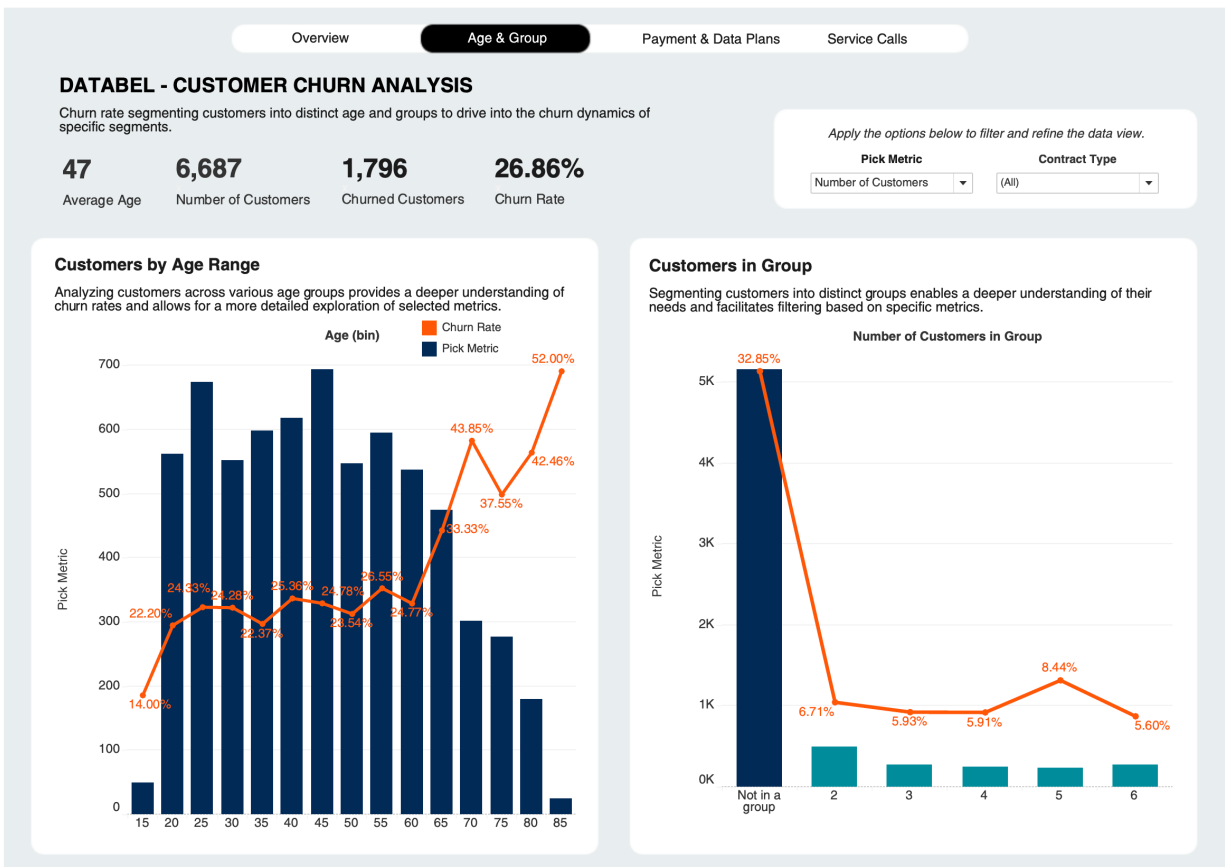 Overview
Age & Group
Payment & Data Plans
Service Calls
DATABEL - CUSTOMER CHURN ANALYSIS
Churn rate segmenting customers into distinct age and groups to drive into the churn dynamics of
specific segments.
47
Average Age
6,687
Number of Customers
1,796
Churned Customers
26.86%
Churn Rate
Apply the options below to filter and refine the data view.
Pick Metric
Number of Customers
Contract Type
(All)
Customers by Age Range
Analyzing customers across various age groups provides a deeper understanding of
churn rates and allows for a more detailed exploration of selected metrics.
Age (bin)
Churn Rate
Pick Metric
Pick Metric
700
600
500
400
300
200
100
0
14.00%
22.20%
24.33%
24.28%
22.37%
25.36%
24.78%
23.54%
26.55%
24.77%
33.33%
43.85%
37.55%
42.46%
52.00%
15 20 25 30 35 40 45 50 55 60 65 70 75 80 85
Customers in Group
Segmenting customers into distinct groups enables a deeper understanding of their
needs and facilitates filtering based on specific metrics.
Number of Customers in Group
Pick Metric
5K
4K
3K
2K
1K
0K
32.85%
6.71%
5.93%
5.91%
8.44%
5.60%
Not in a
group
2 3 4 5 6